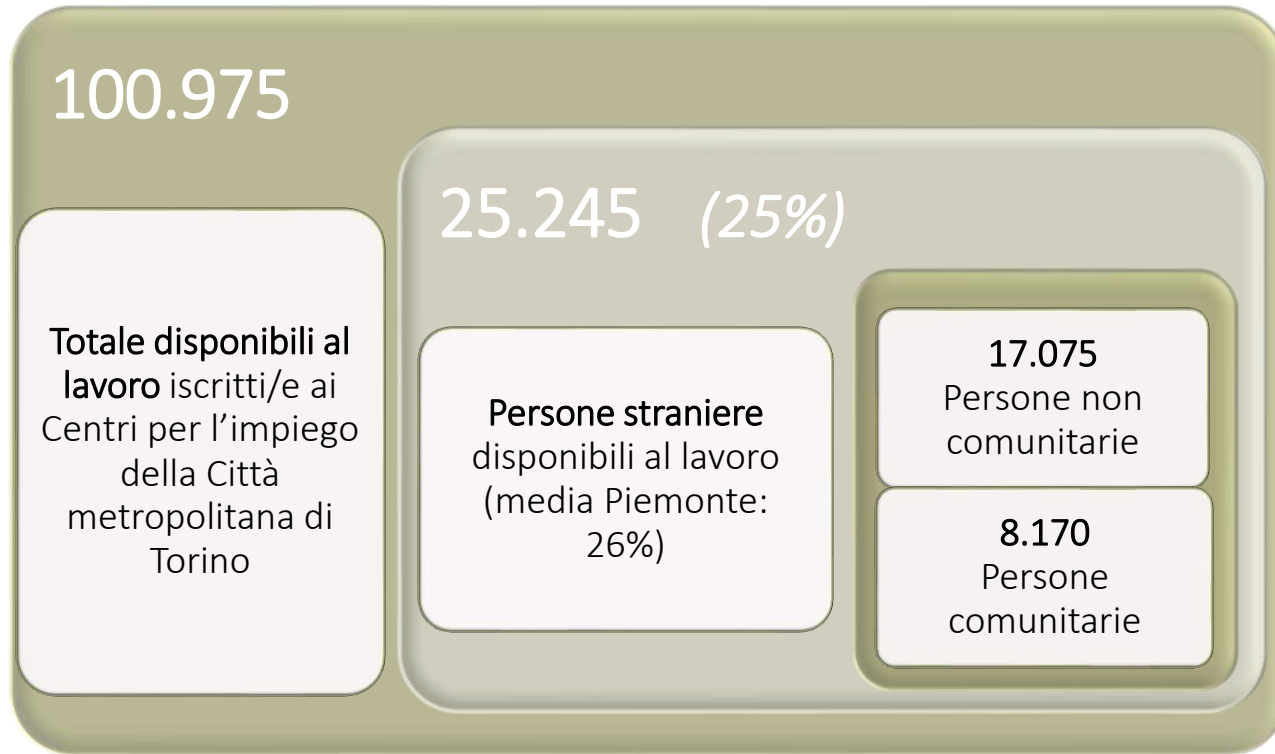 100.975
Totale disponibili al
lavoro iscritti/e ai
Centri per l’impiego
della Città
metropolitana di
Torino
25.245 (25%)
Persone straniere
disponibili al lavoro
(media Piemonte:
26%)
17.075
Persone non
comunitarie
8.170
Persone
comunitarie